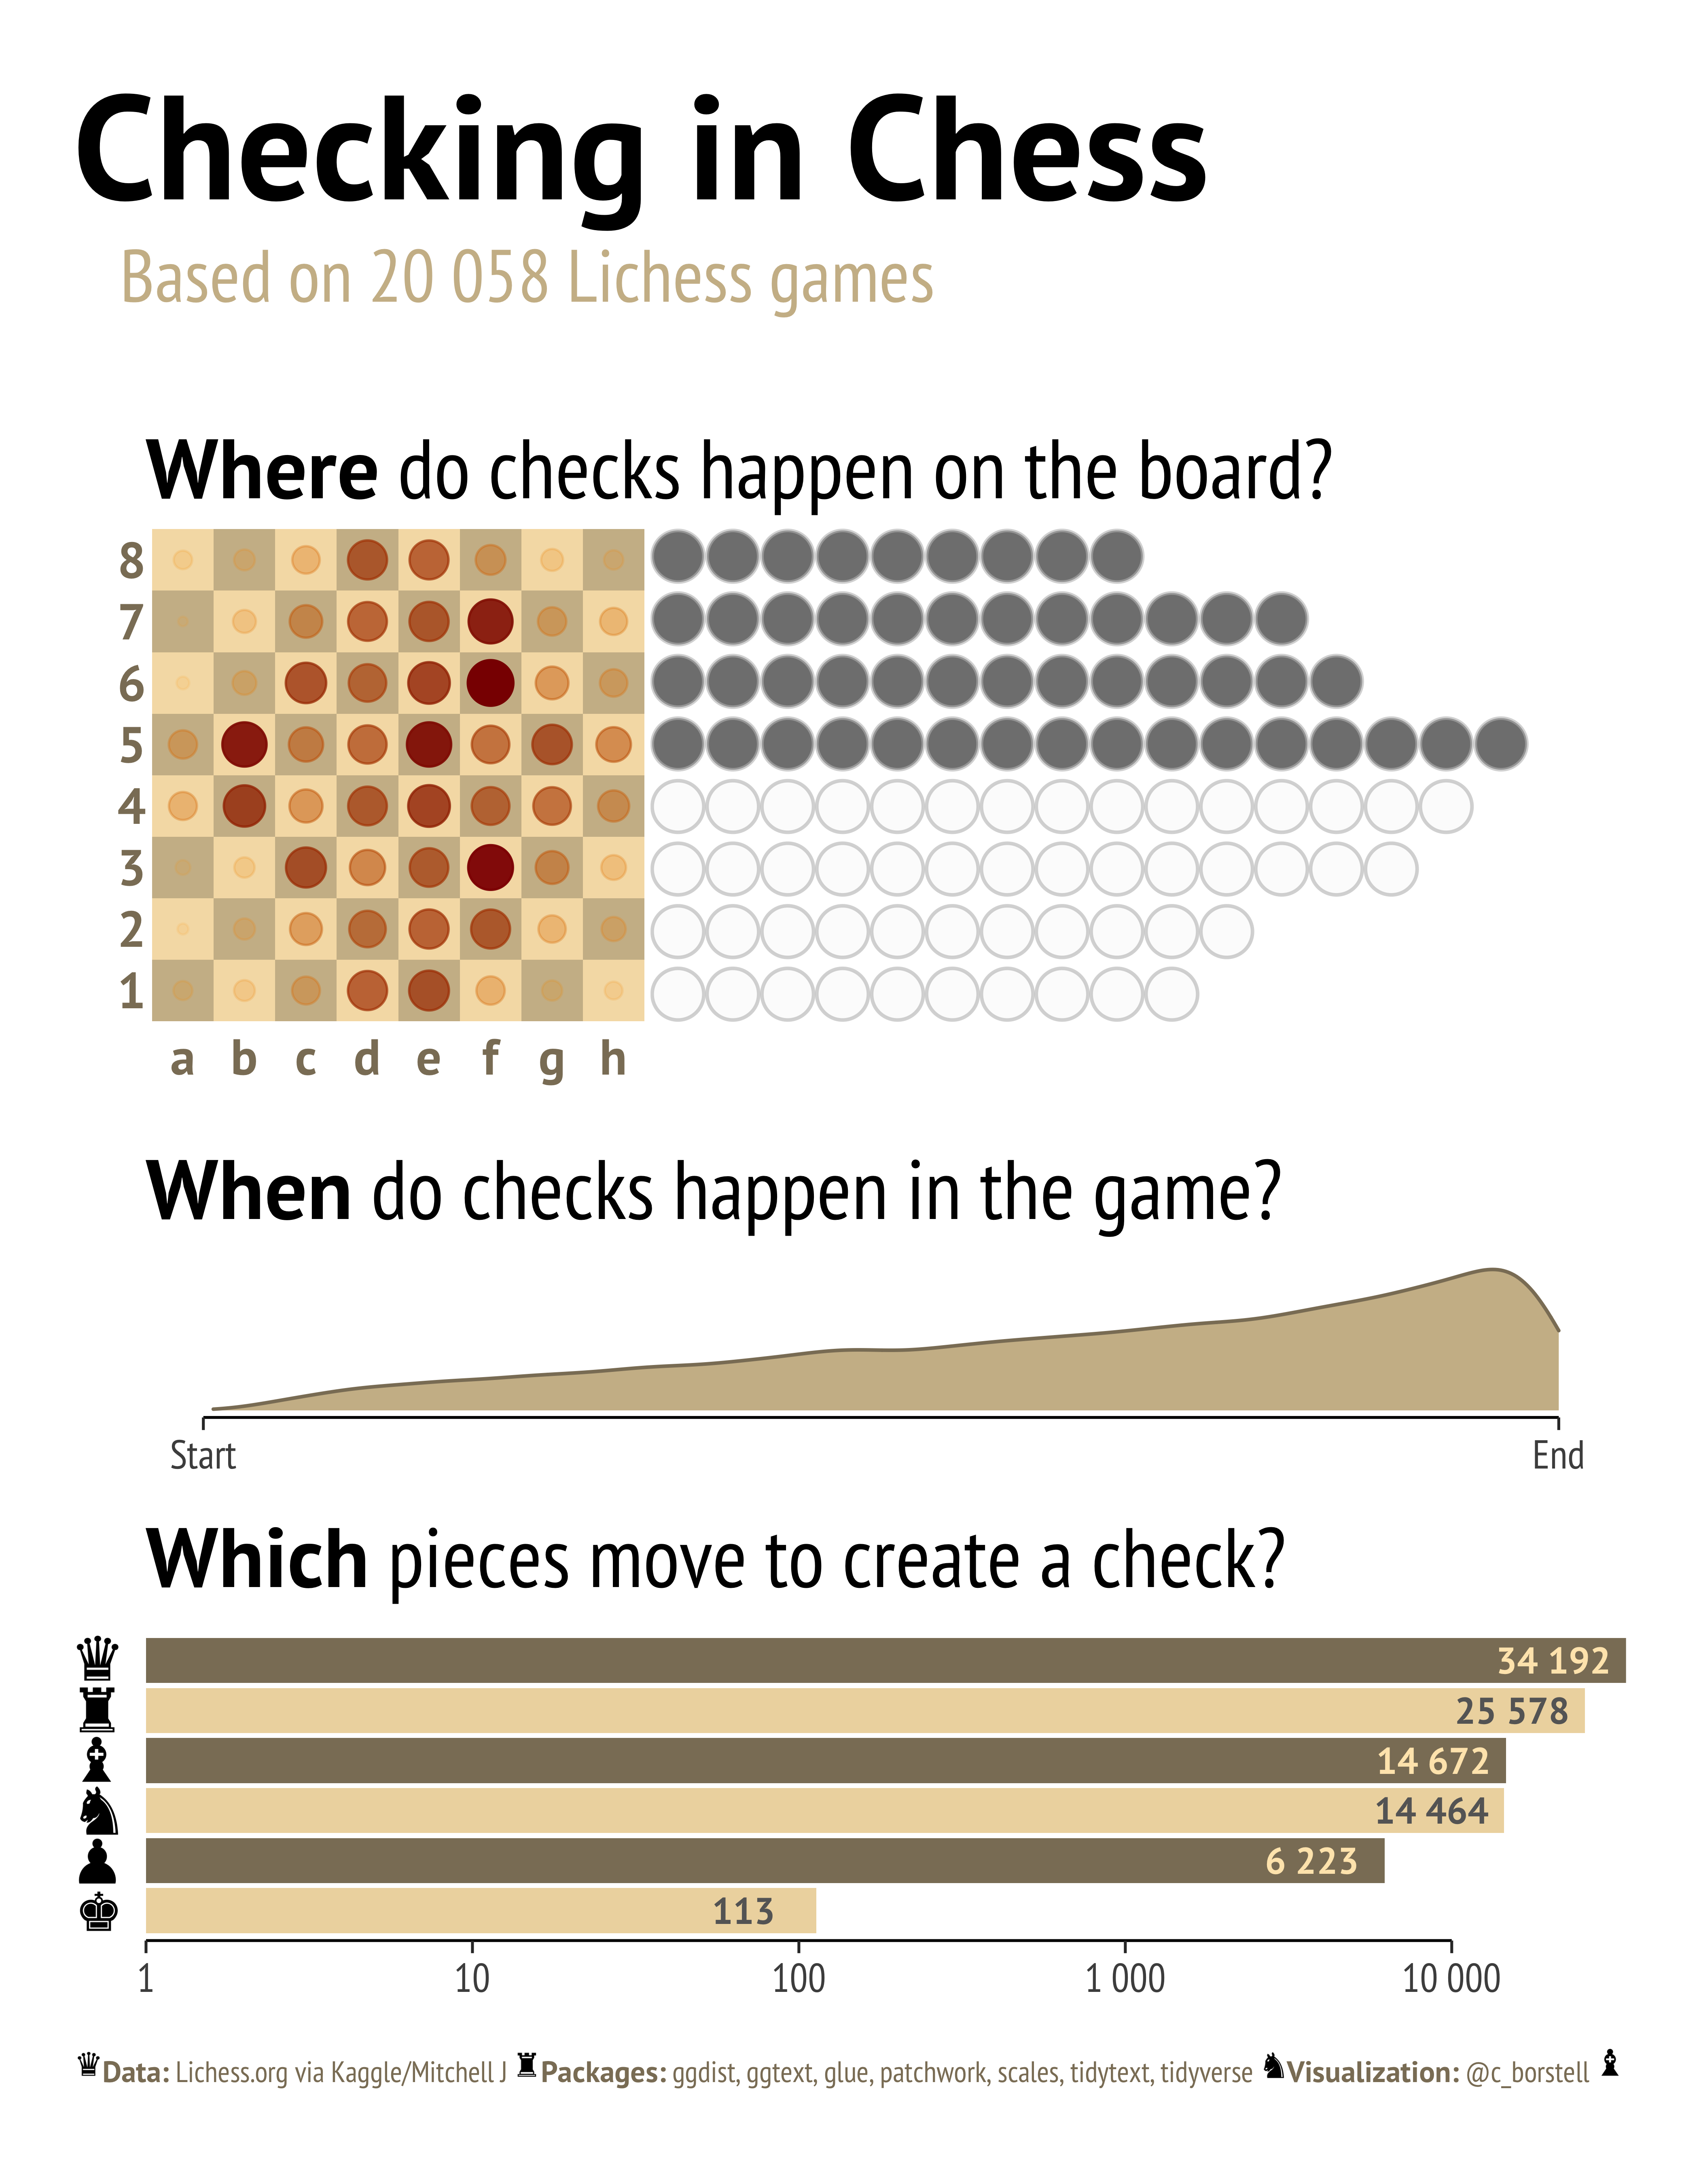 Checking in Chess
Based on 20 058 Lichess games
Where do checks happen on the board?
8
7
6
5
4
3
2
1
a b c d e f g h
When do checks happen in the game?
Start End
Which pieces move to create a check?
34 192
25 578
14 672
14 464
6 223
113
1 10 100 1 000 10 000
♛Data: Lichess.org via Kaggle/Mitchell J ♜Packages: ggdist, ggtext, glue, patchwork, scales, tidytext, tidyverse ♞Visualization: @c_borstell ♝